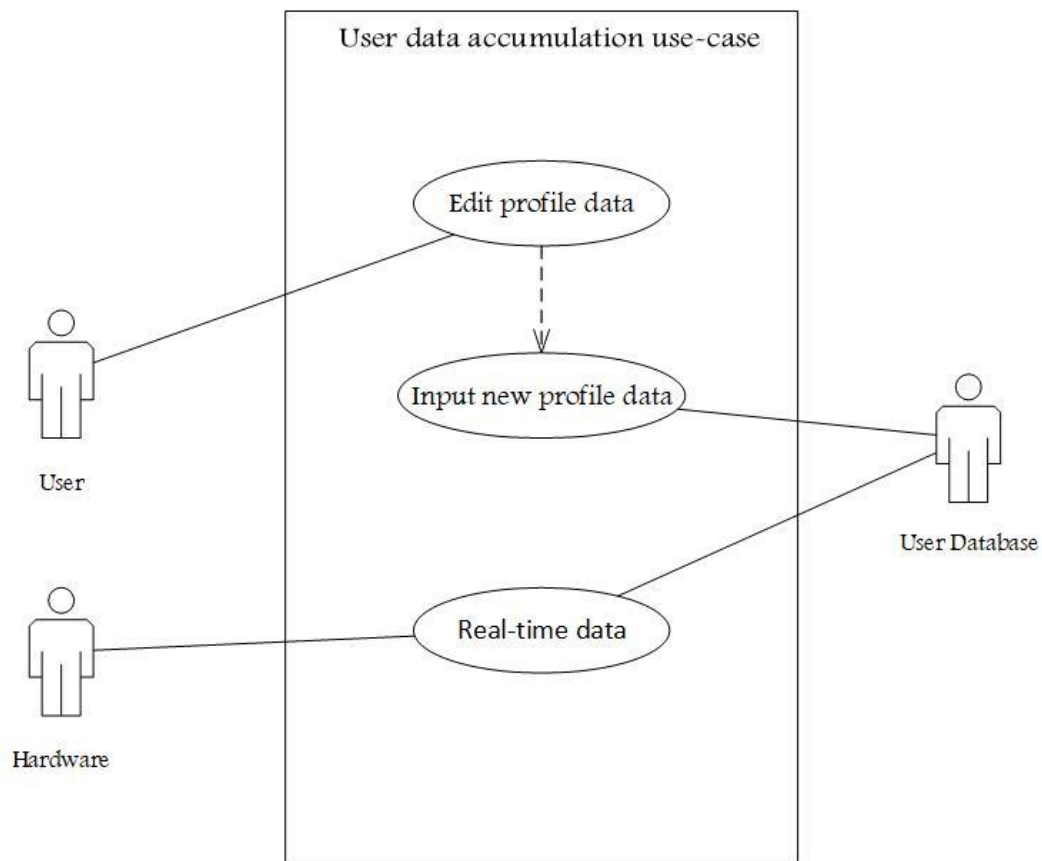 User data accumulation use-case
Edit profile data
Input new profile data
User
User Database
Real-time data
Hardware